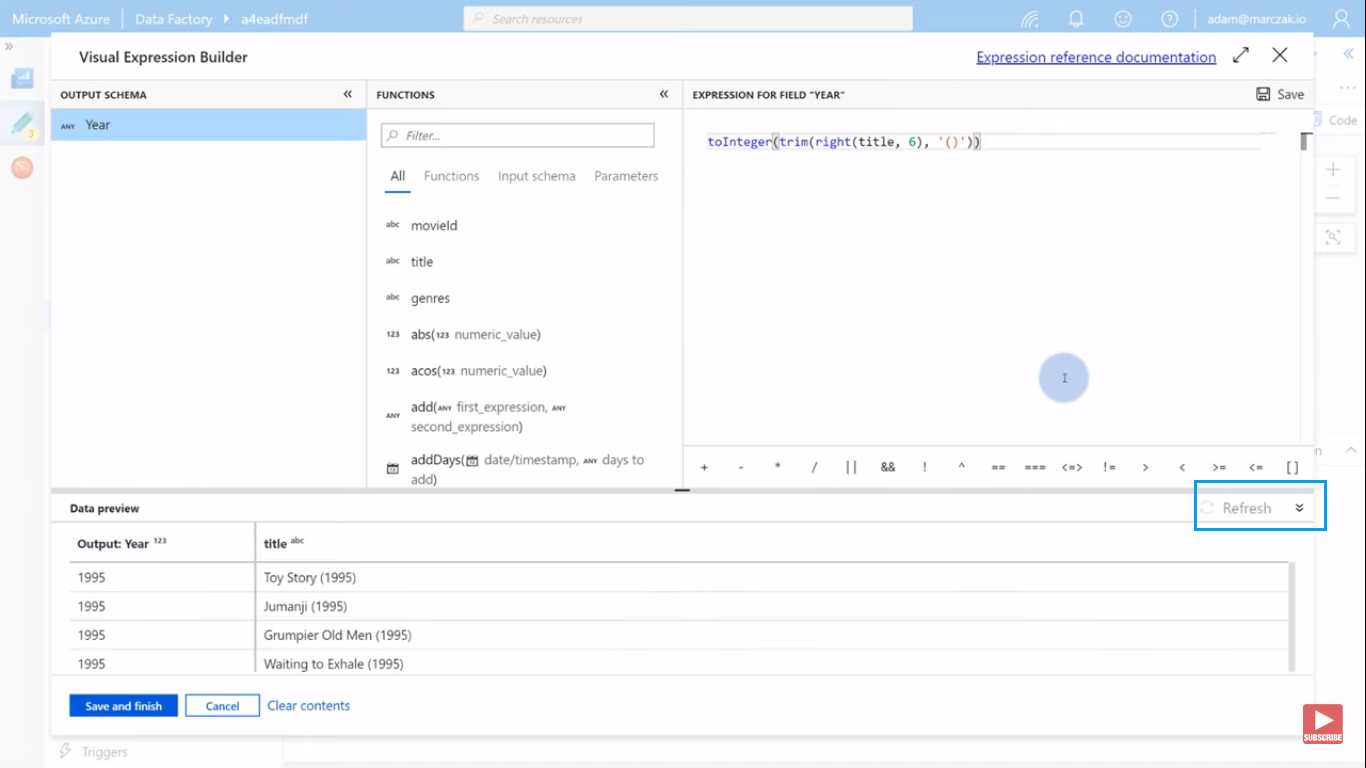 Microsoft Azure Data Factory a4eadfmdf Search resources adam@marczak.io
Visual Expression Builder Expression reference documentation
OUTPUT SCHEMA FUNCTIONS EXPRESSION FOR FIELD "YEAR" Save
ANY Year
Filter...
toInteger(trim(right(title, 6), '()'))
Code
3
All Functions Input schema Parameters
abc movieId
abc title
abc genres
123 abs(123 numeric_value)
123 acos(123 numeric_value)
ANY add(ANY first_expression, ANY
second_expression)
addDays( date/timestamp, ANY days to
add)
+ - * / || && ! ^ == === <=> != > < >= <= []
Data preview Refresh
Output: Year 123 title abc
1995 Toy Story (1995)
1995 Jumanji (1995)
1995 Grumpier Old Men (1995)
1995 Waiting to Exhale (1995)
Save and finish Cancel Clear contents
SUBSCRIBE
Triggers